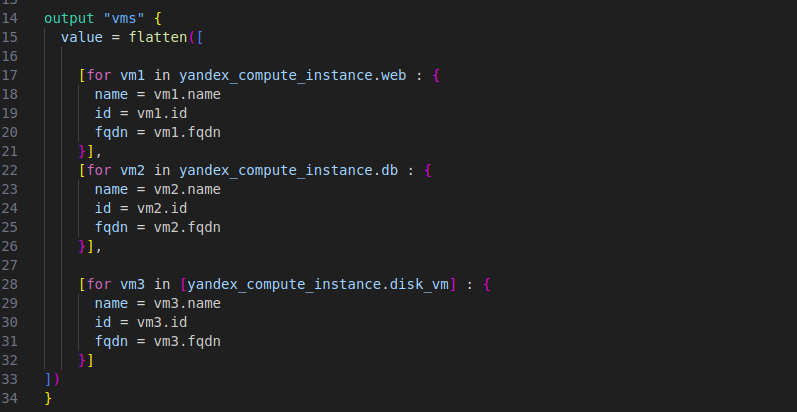 13
14 output "vms" {
15   value = flatten([
16
17     [for vm1 in yandex_compute_instance.web : {
18       name = vm1.name
19       id = vm1.id
20       fqdn = vm1.fqdn
21     }],
22     [for vm2 in yandex_compute_instance.db : {
23       name = vm2.name
24       id = vm2.id
25       fqdn = vm2.fqdn
26     }],
27
28     [for vm3 in [yandex_compute_instance.disk_vm] : {
29       name = vm3.name
30       id = vm3.id
31       fqdn = vm3.fqdn
32     }]
33 ])
34 }